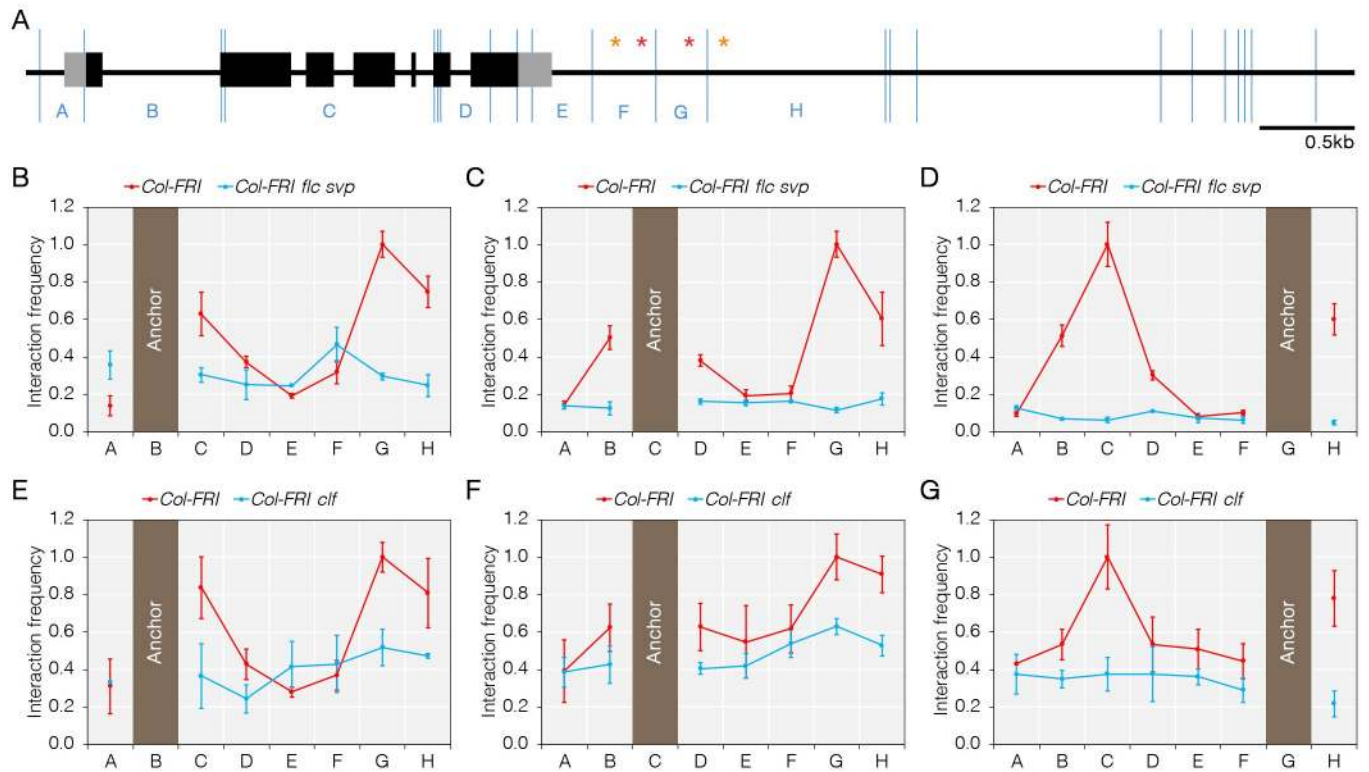 A
* * * *
A B C D E F G H
0.5kb
B
Col-FRI Col-FRI flc svp
Interaction frequency
1.2
1.0
0.8
0.6
0.4
0.2
0.0
Anchor
A B C D E F G H
C
Col-FRI Col-FRI flc svp
Interaction frequency
1.2
1.0
0.8
0.6
0.4
0.2
0.0
Anchor
A B C D E F G H
D
Col-FRI Col-FRI flc svp
Interaction frequency
1.2
1.0
0.8
0.6
0.4
0.2
0.0
Anchor
A B C D E F G H
E
Col-FRI Col-FRI clf
Interaction frequency
1.2
1.0
0.8
0.6
0.4
0.2
0.0
Anchor
A B C D E F G H
F
Col-FRI Col-FRI clf
Interaction frequency
1.2
1.0
0.8
0.6
0.4
0.2
0.0
Anchor
A B C D E F G H
G
Col-FRI Col-FRI clf
Interaction frequency
1.2
1.0
0.8
0.6
0.4
0.2
0.0
Anchor
A B C D E F G H